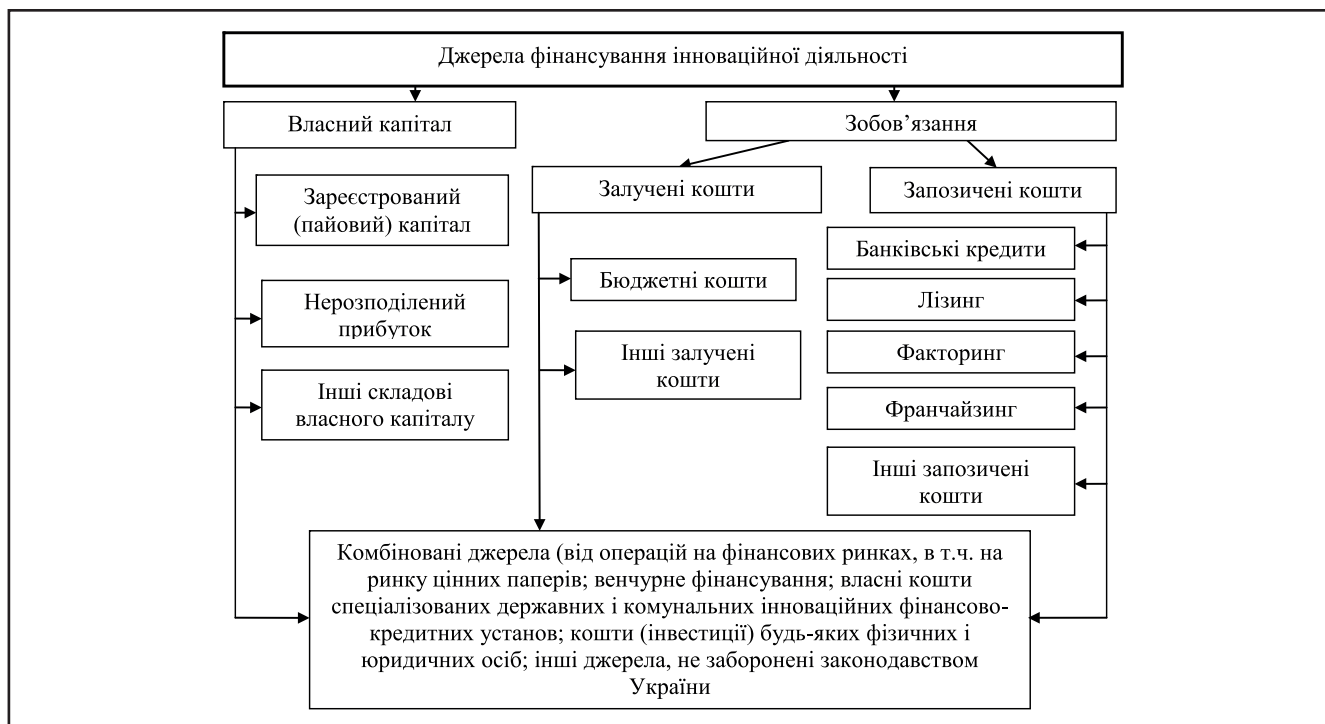 Джерела фінансування інноваційної діяльності
Власний капітал
Зобов’язання
Зареєстрований
(пайовий) капітал
Нерозподілений
прибуток
Інші складові
власного капіталу
Залучені кошти
Бюджетні кошти
Інші залучені
кошти
Запозичені кошти
Банківські кредити
Лізинг
Факторинг
Франчайзинг
Інші запозичені
кошти
Комбіновані джерела (від операцій на фінансових ринках, в т.ч. на
ринку цінних паперів; венчурне фінансування; власні кошти
спеціалізованих державних і комунальних інноваційних фінансово-
кредитних установ; кошти (інвестиції) будь-яких фізичних і
юридичних осіб; інші джерела, не заборонені законодавством
України